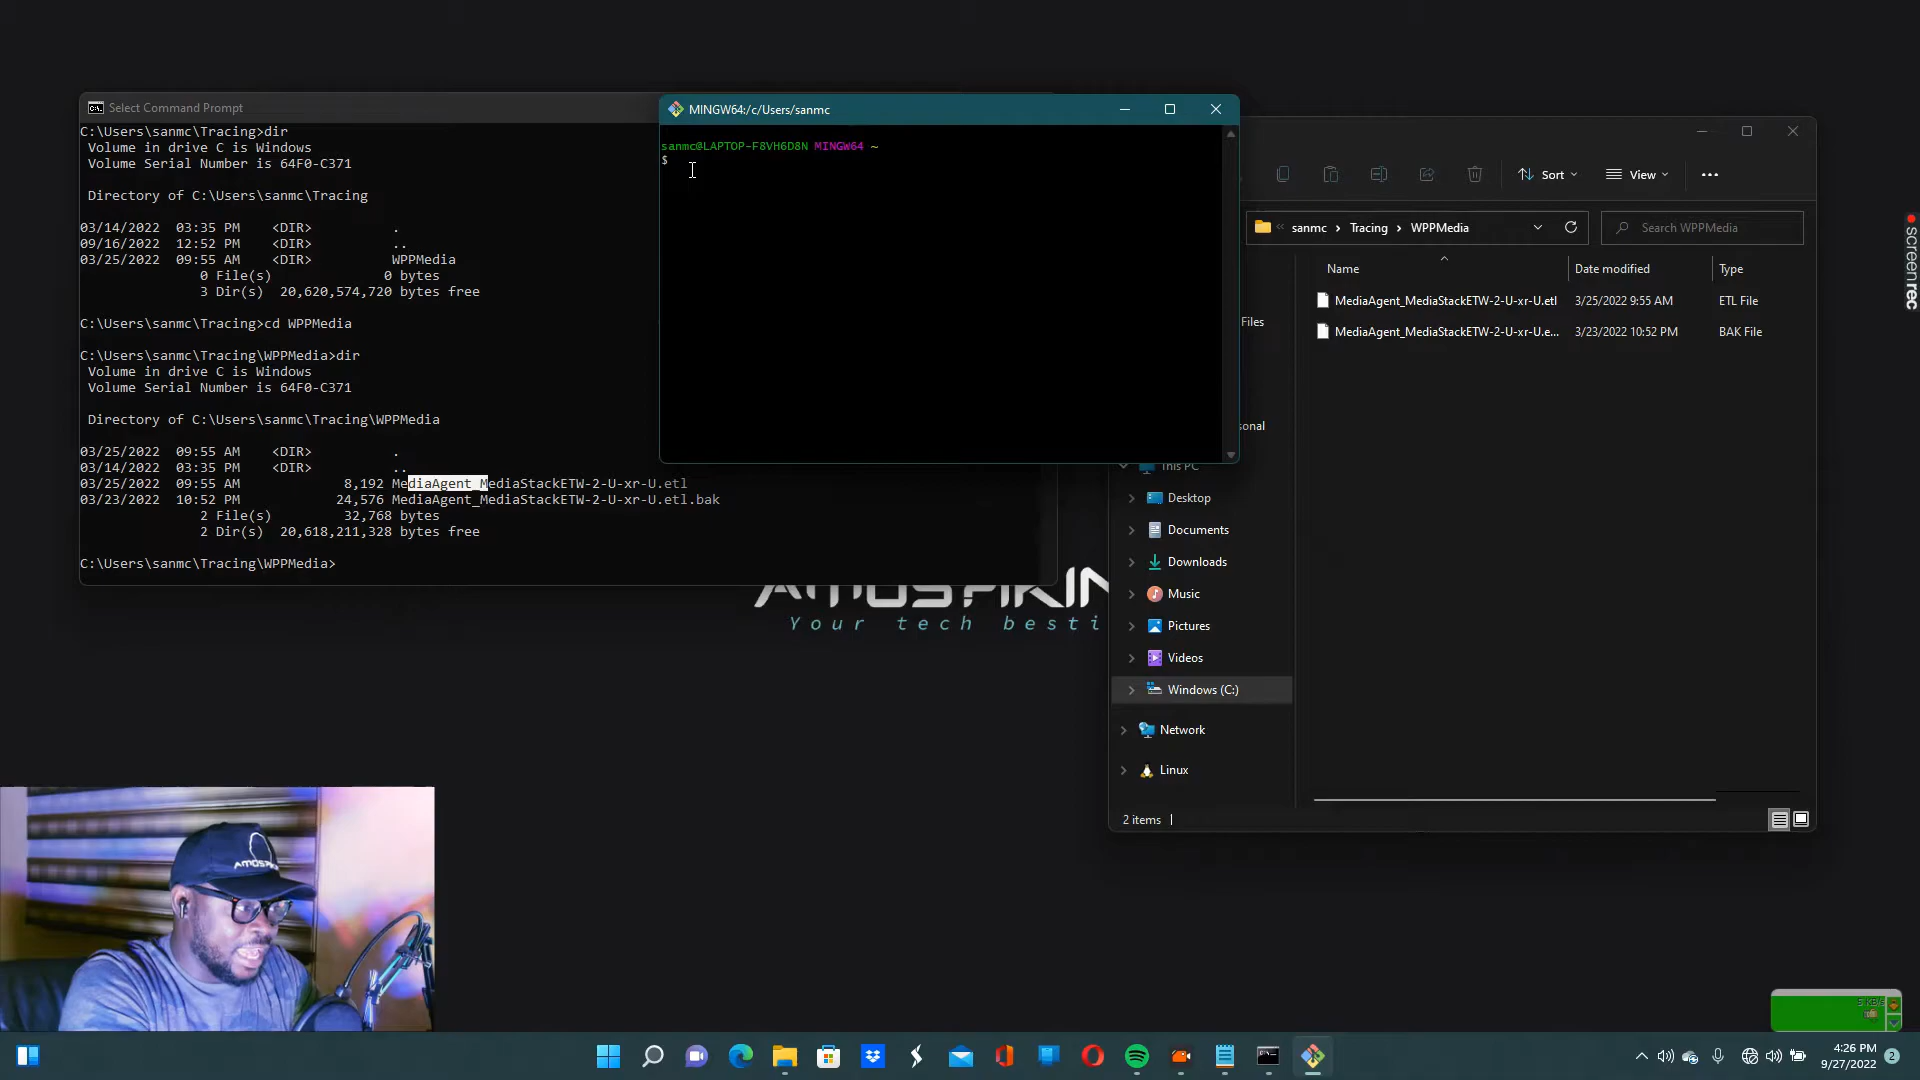 Select Command Prompt
C:\Users\sanmc\Tracing>dir
Volume in drive C is Windows
Volume Serial Number is 64F0-C371
Directory of C:\Users\sanmc\Tracing
03/14/2022 03:35 PM <DIR> .
09/16/2022 12:52 PM <DIR> ..
03/25/2022 09:55 AM <DIR> WPPMedia
0 File(s) 0 bytes
3 Dir(s) 20,620,574,720 bytes free
C:\Users\sanmc\Tracing>cd WPPMedia
C:\Users\sanmc\Tracing\WPPMedia>dir
Volume in drive C is Windows
Volume Serial Number is 64F0-C371
Directory of C:\Users\sanmc\Tracing\WPPMedia
03/25/2022 09:55 AM <DIR> .
03/14/2022 03:35 PM <DIR> ..
03/25/2022 09:55 AM 8,192 MediaAgent_MediaStackETW-2-U-xr-U.etl
03/23/2022 10:52 PM 24,576 MediaAgent_MediaStackETW-2-U-xr-U.etl.bak
2 File(s) 32,768 bytes
2 Dir(s) 20,618,211,328 bytes free
C:\Users\sanmc\Tracing\WPPMedia>
MINGW64:/c/Users/sanmc
sanmc@LAPTOP-F8VH6D8N MINGW64 ~
$
Sort
View
sanmc > Tracing > WPPMedia
Search WPPMedia
Name Date modified Type
MediaAgent_MediaStackETW-2-U-xr-U.etl 3/25/2022 9:55 AM ETL File
MediaAgent_MediaStackETW-2-U-xr-U.e... 3/23/2022 10:52 PM BAK File
Files
sonal
This PC
Desktop
Documents
Downloads
Music
Pictures
Videos
Windows (C:)
Network
Linux
2 items
Your tech besti
screenrec
5 KB/s
4:26 PM
9/27/2022
2